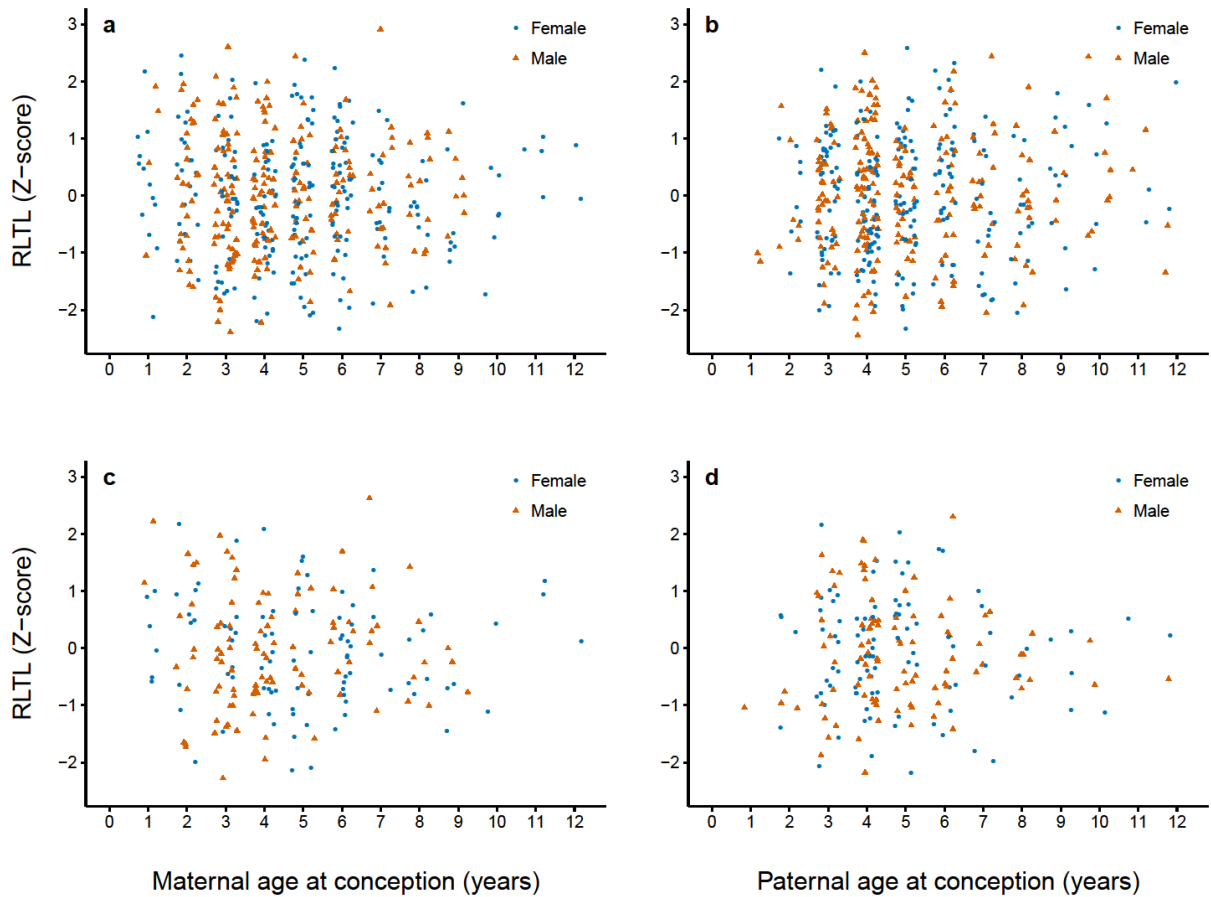 a
Female
Male
3
2
1
0
−1
−2
RLTL (Z−score)
0 1 2 3 4 5 6 7 8 9 10 11 12
b
Female
Male
3
2
1
0
−1
−2
0 1 2 3 4 5 6 7 8 9 10 11 12
c
Female
Male
3
2
1
0
−1
−2
RLTL (Z−score)
0 1 2 3 4 5 6 7 8 9 10 11 12
Maternal age at conception (years)
d
Female
Male
3
2
1
0
−1
−2
0 1 2 3 4 5 6 7 8 9 10 11 12
Paternal age at conception (years)